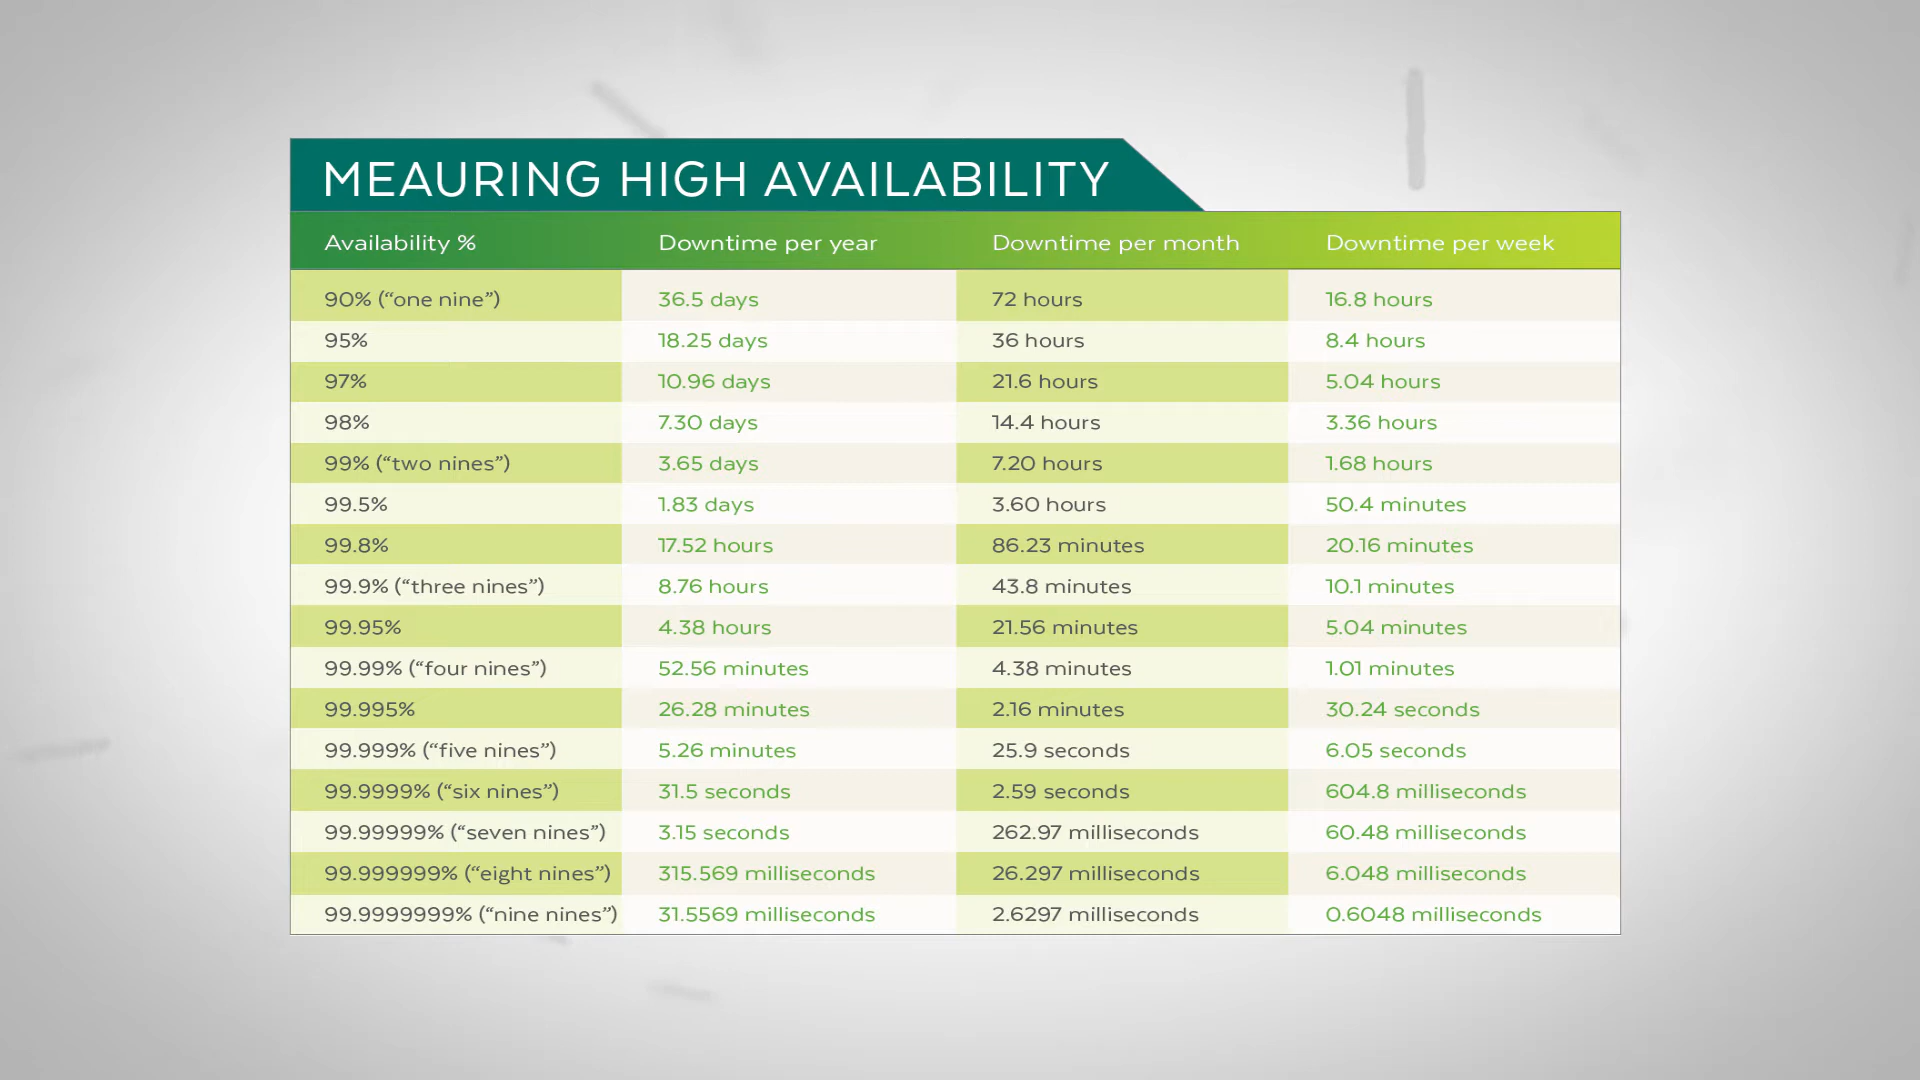 MEAURING HIGH AVAILABILITY
Availability % Downtime per year Downtime per month Downtime per week
90% (“one nine”) 36.5 days 72 hours 16.8 hours
95% 18.25 days 36 hours 8.4 hours
97% 10.96 days 21.6 hours 5.04 hours
98% 7.30 days 14.4 hours 3.36 hours
99% (“two nines”) 3.65 days 7.20 hours 1.68 hours
99.5% 1.83 days 3.60 hours 50.4 minutes
99.8% 17.52 hours 86.23 minutes 20.16 minutes
99.9% (“three nines”) 8.76 hours 43.8 minutes 10.1 minutes
99.95% 4.38 hours 21.56 minutes 5.04 minutes
99.99% (“four nines”) 52.56 minutes 4.38 minutes 1.01 minutes
99.995% 26.28 minutes 2.16 minutes 30.24 seconds
99.999% (“five nines”) 5.26 minutes 25.9 seconds 6.05 seconds
99.9999% (“six nines”) 31.5 seconds 2.59 seconds 604.8 milliseconds
99.99999% (“seven nines”) 3.15 seconds 262.97 milliseconds 60.48 milliseconds
99.999999% (“eight nines”) 315.569 milliseconds 26.297 milliseconds 6.048 milliseconds
99.9999999% (“nine nines”) 31.5569 milliseconds 2.6297 milliseconds 0.6048 milliseconds